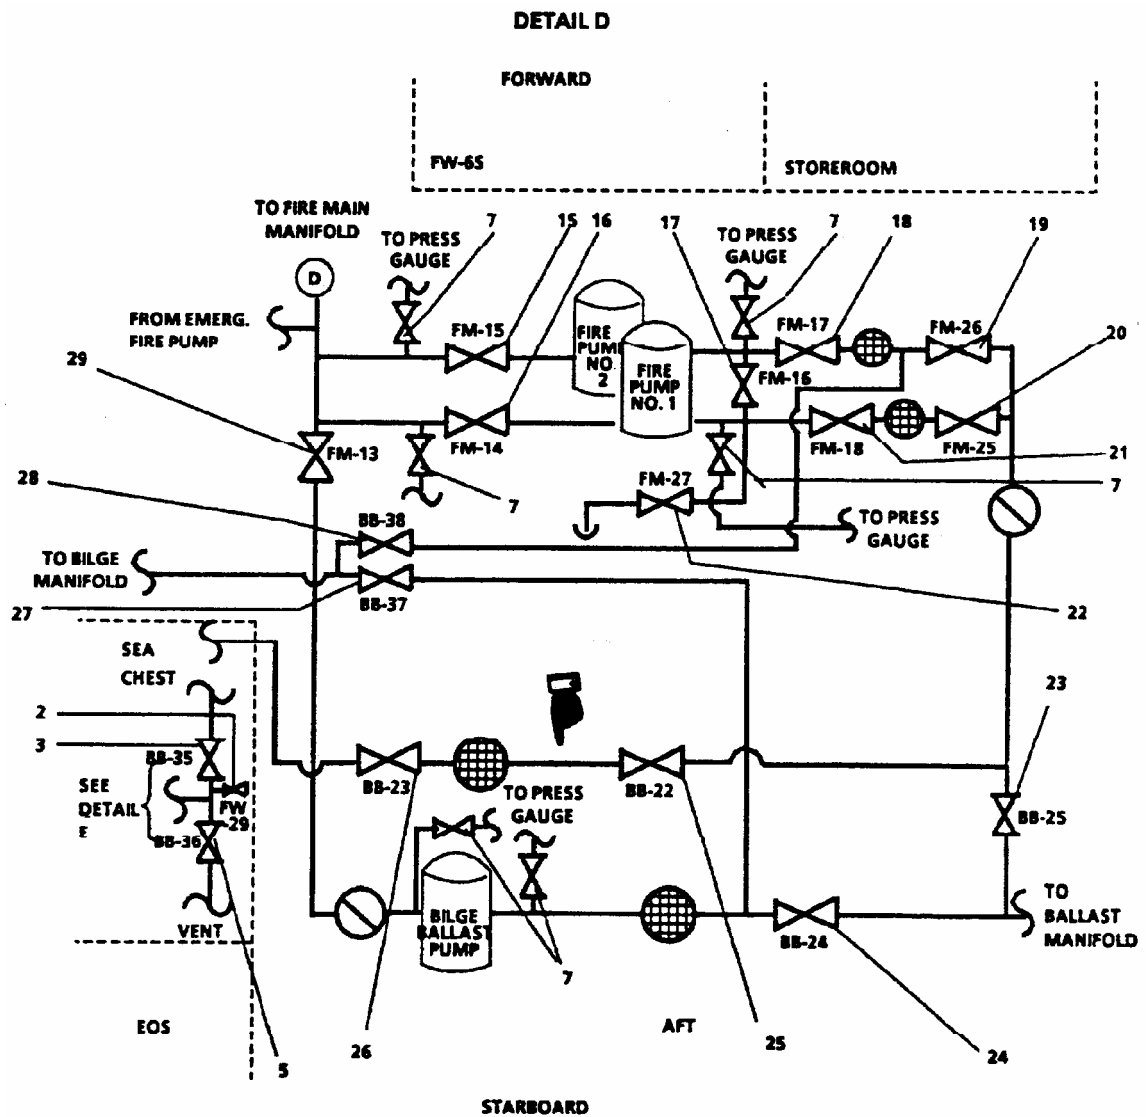 DETAIL D
FORWARD
FW-6S
STOREROOM
TO FIRE MAIN
MANIFOLD
7
15
16
17
7
18
19
TO PRESS
GAUGE
TO PRESS
GAUGE
D
FROM EMERG.
FIRE PUMP
FM-15
FIRE
PUMP
NO.
2
FIRE
PUMP
NO. 1
FM-17
FM-26
20
29
FM-16
FM-13
FM-14
FM-18
FM-25
21
28
7
FM-27
7
BB-38
TO PRESS
GAUGE
TO BILGE
MANIFOLD
BB-37
27
22
SEA
CHEST
23
2
3
BB-35
SEE
DETAIL
E
FW
-29
BB-36
BB-23
TO PRESS
GAUGE
BB-22
BB-25
VENT
BILGE
BALLAST
PUMP
7
BB-24
TO
BALLAST
MANIFOLD
EOS
5
26
AFT
25
24
STARBOARD